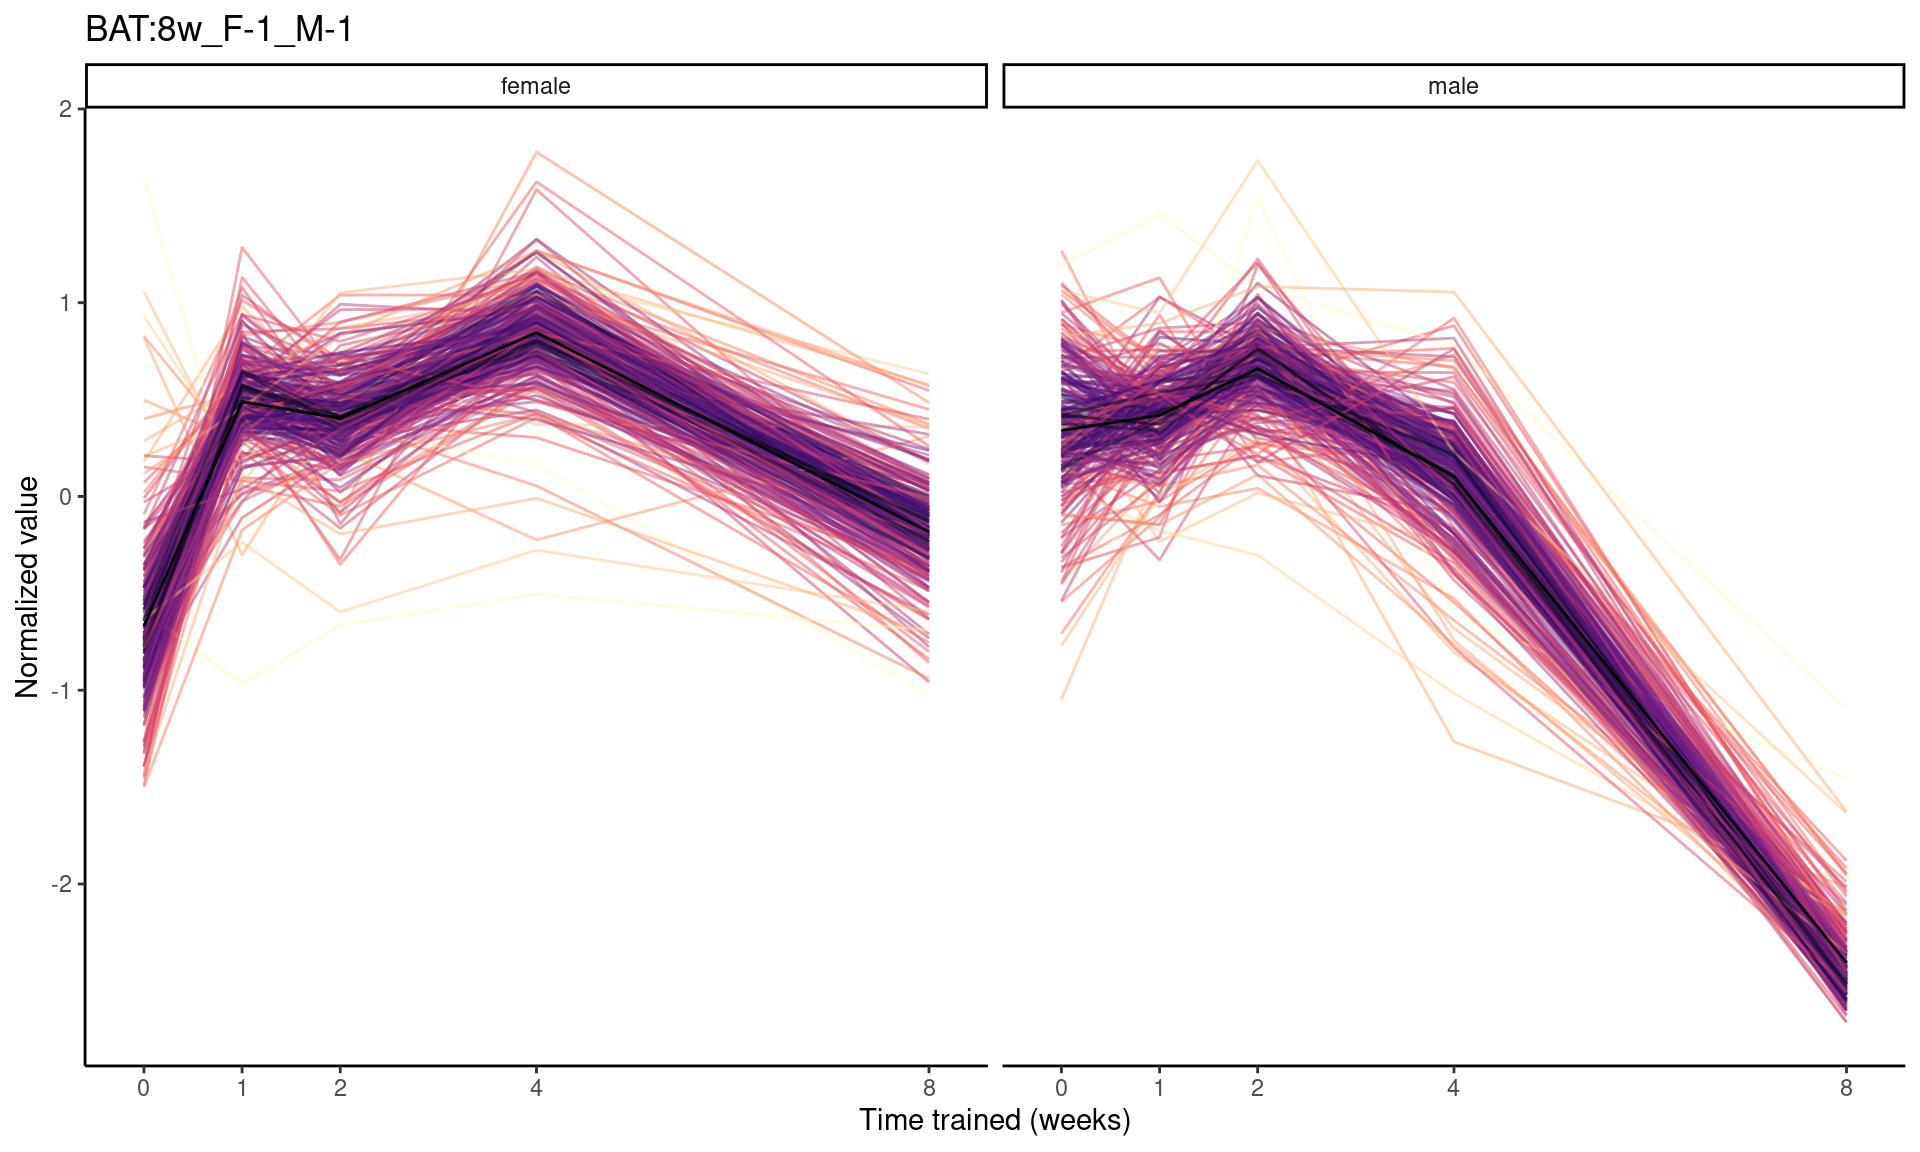 BAT:8w_F-1_M-1
female
male
Normalized value
2
1
0
-1
-2
0 1 2 4 8
0 1 2 4 8
Time trained (weeks)